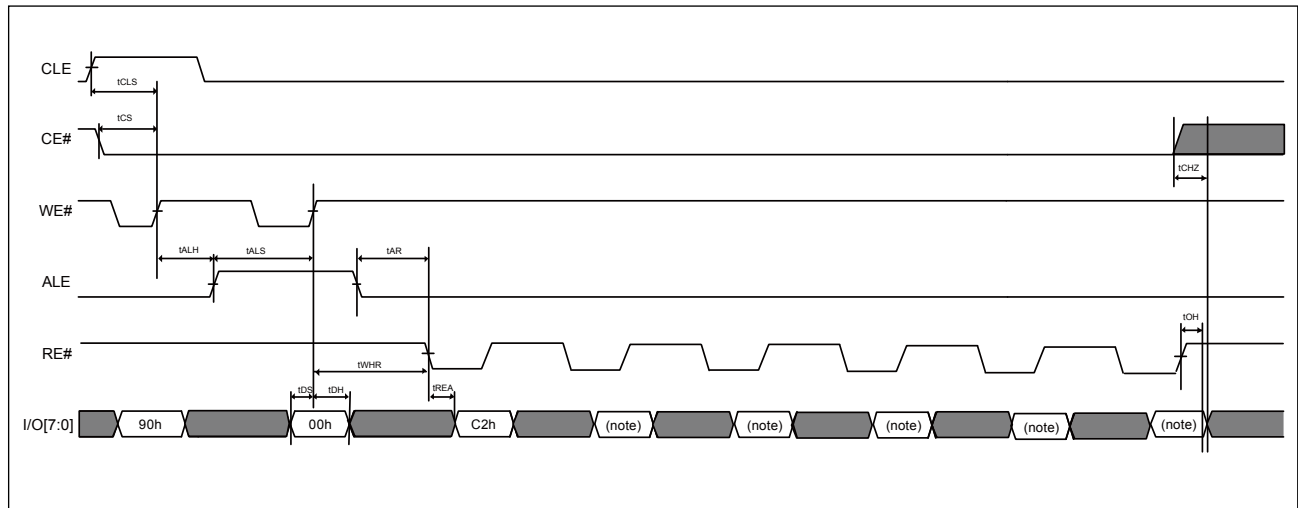 CLE
tCLS
CE#
tCS
tCHZ
WE#
tALH tALS tAR
ALE
tOH
RE#
tWHR
tDS tDH tREA
I/O[7:0] 90h 00h C2h (note) (note) (note) (note) (note)